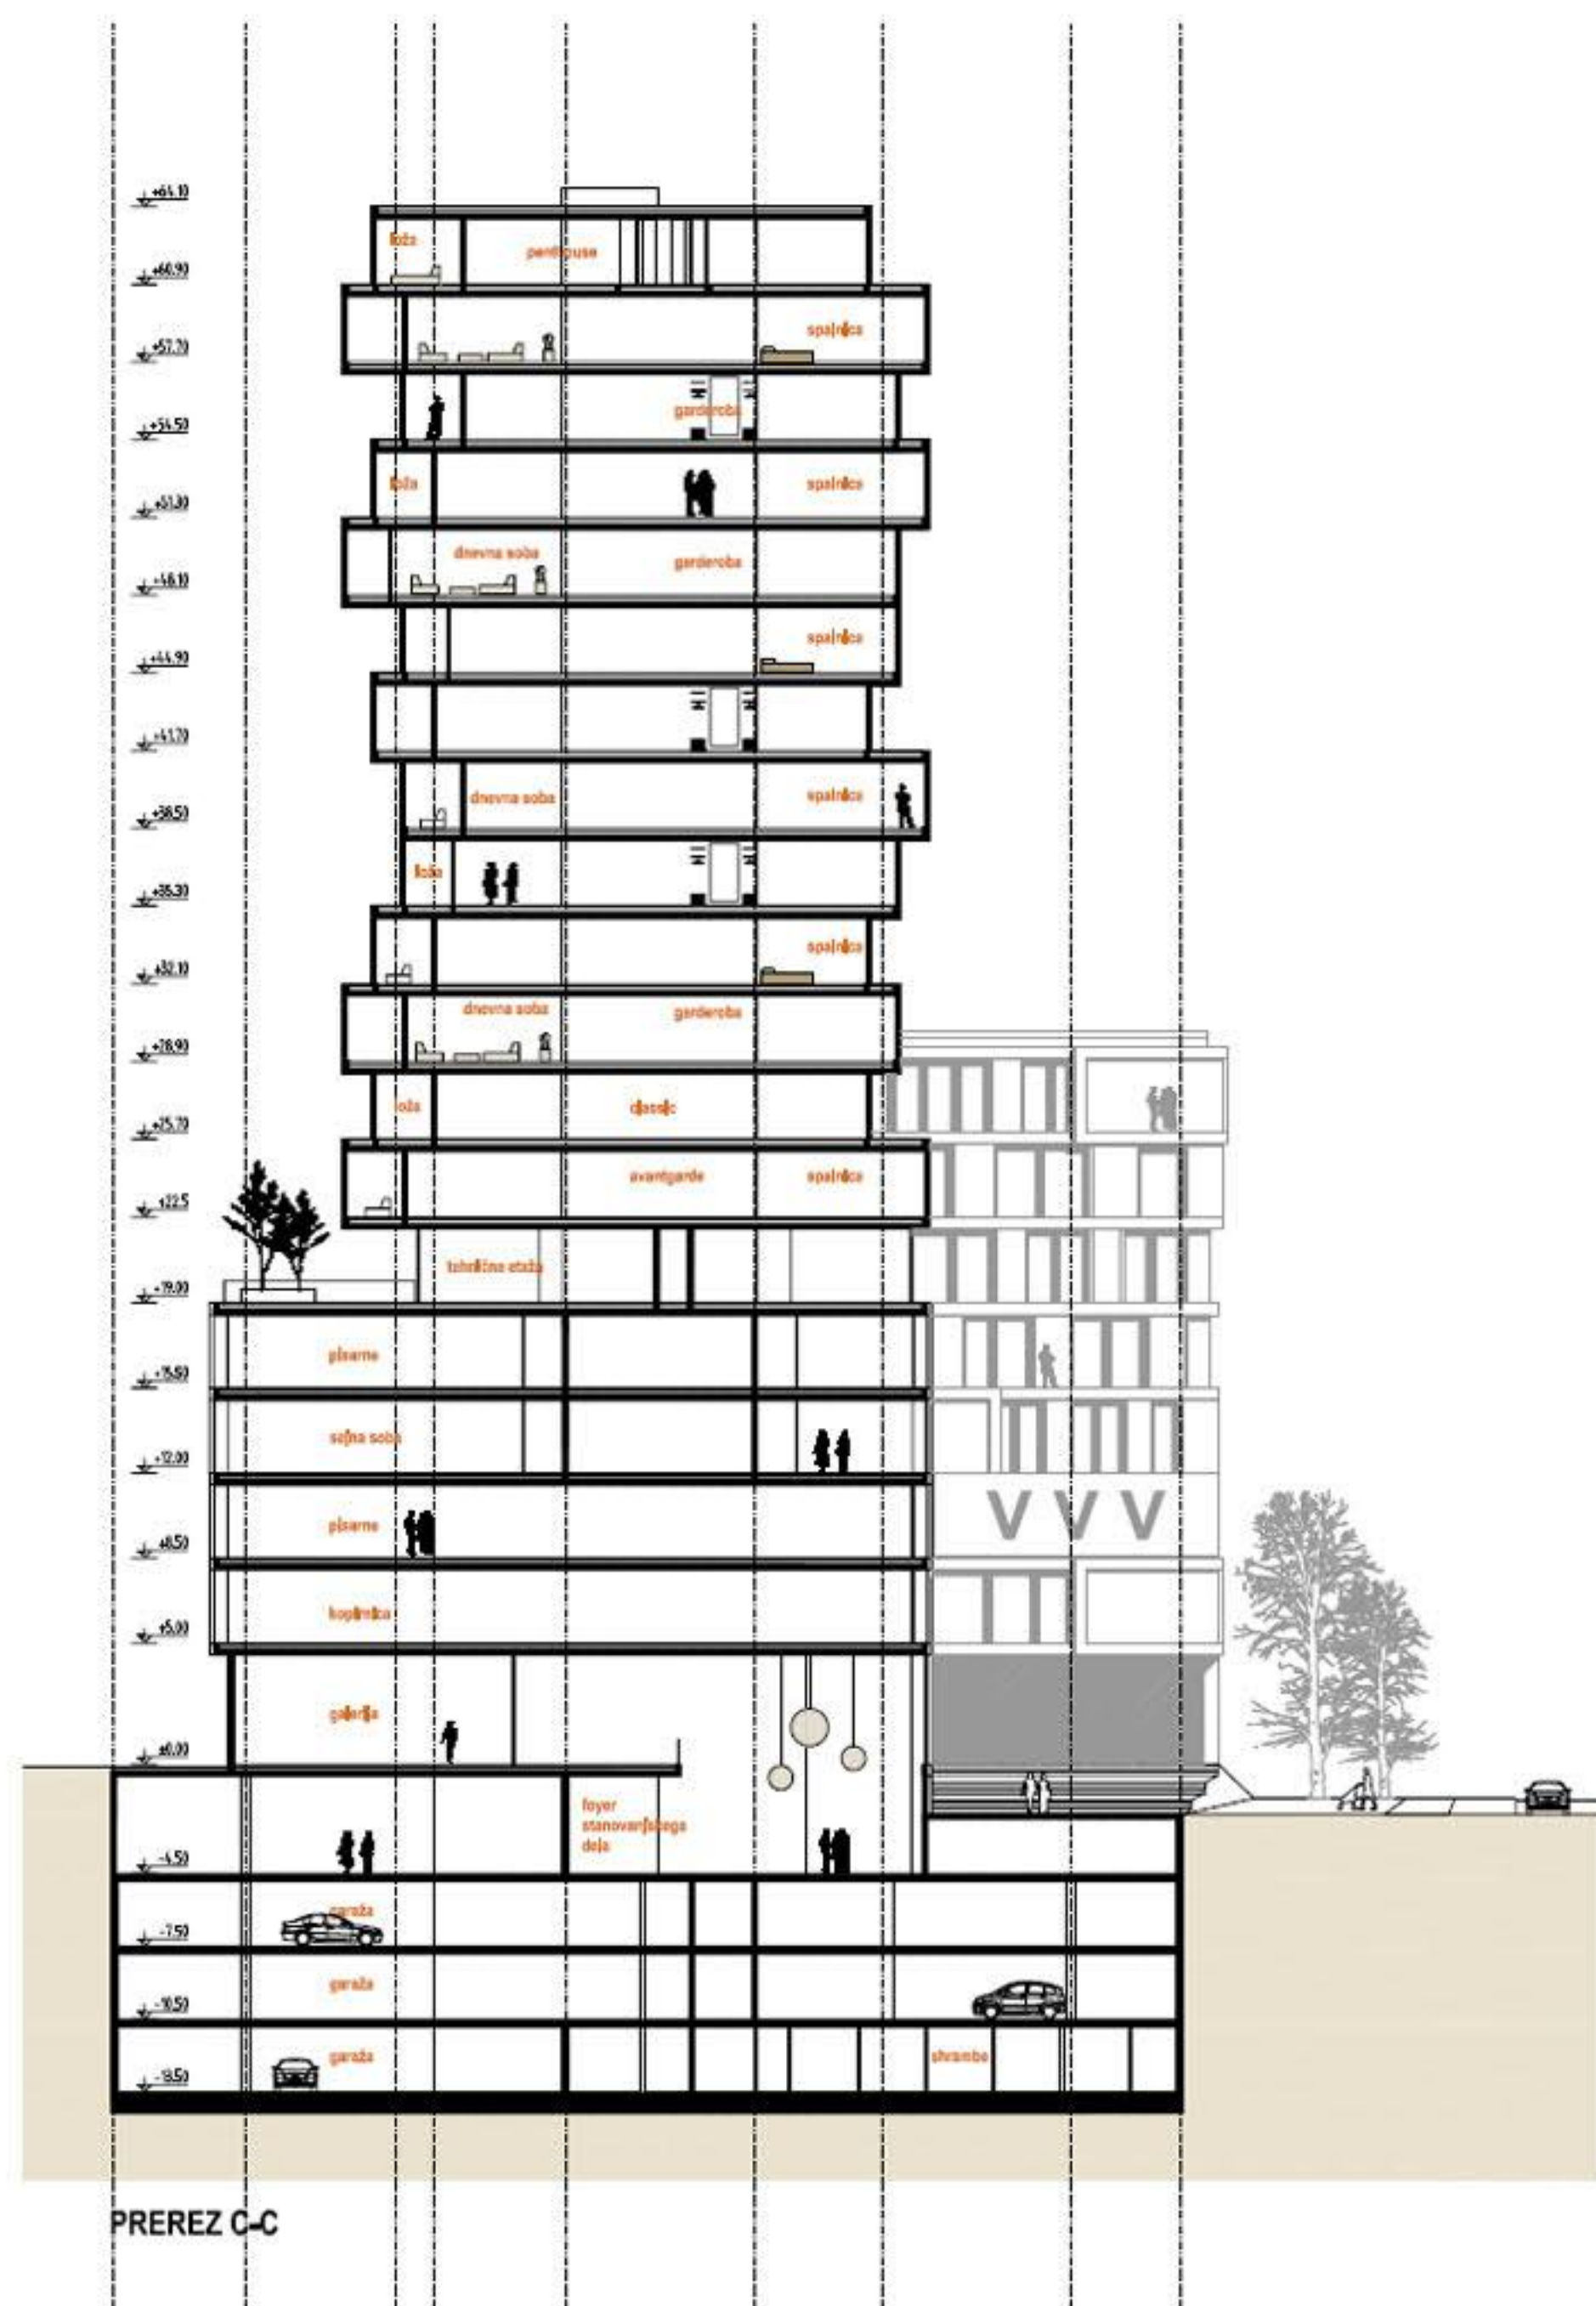 +64.10
loža
penthouse
+60.90
spalnica
+57.70
garderoba
+54.50
loža
spalnica
+51.30
dnevna soba
garderoba
+48.10
spalnica
+44.90
+41.70
dnevna soba
spalnica
+38.50
loža
+35.30
spalnica
+32.10
dnevna soba
garderoba
+28.90
loža
classic
+25.70
avantgarde
spalnica
+22.5
tehnična etaža
+19.00
pisarne
+15.50
sejna soba
+12.00
pisarne
V V V
+8.50
kopirnica
+5.00
galerija
±0.00
foyer
stanovanjskega
dela
-4.50
garaža
-7.50
garaža
-10.50
garaža
shrambe
-13.50
PREREZ C-C